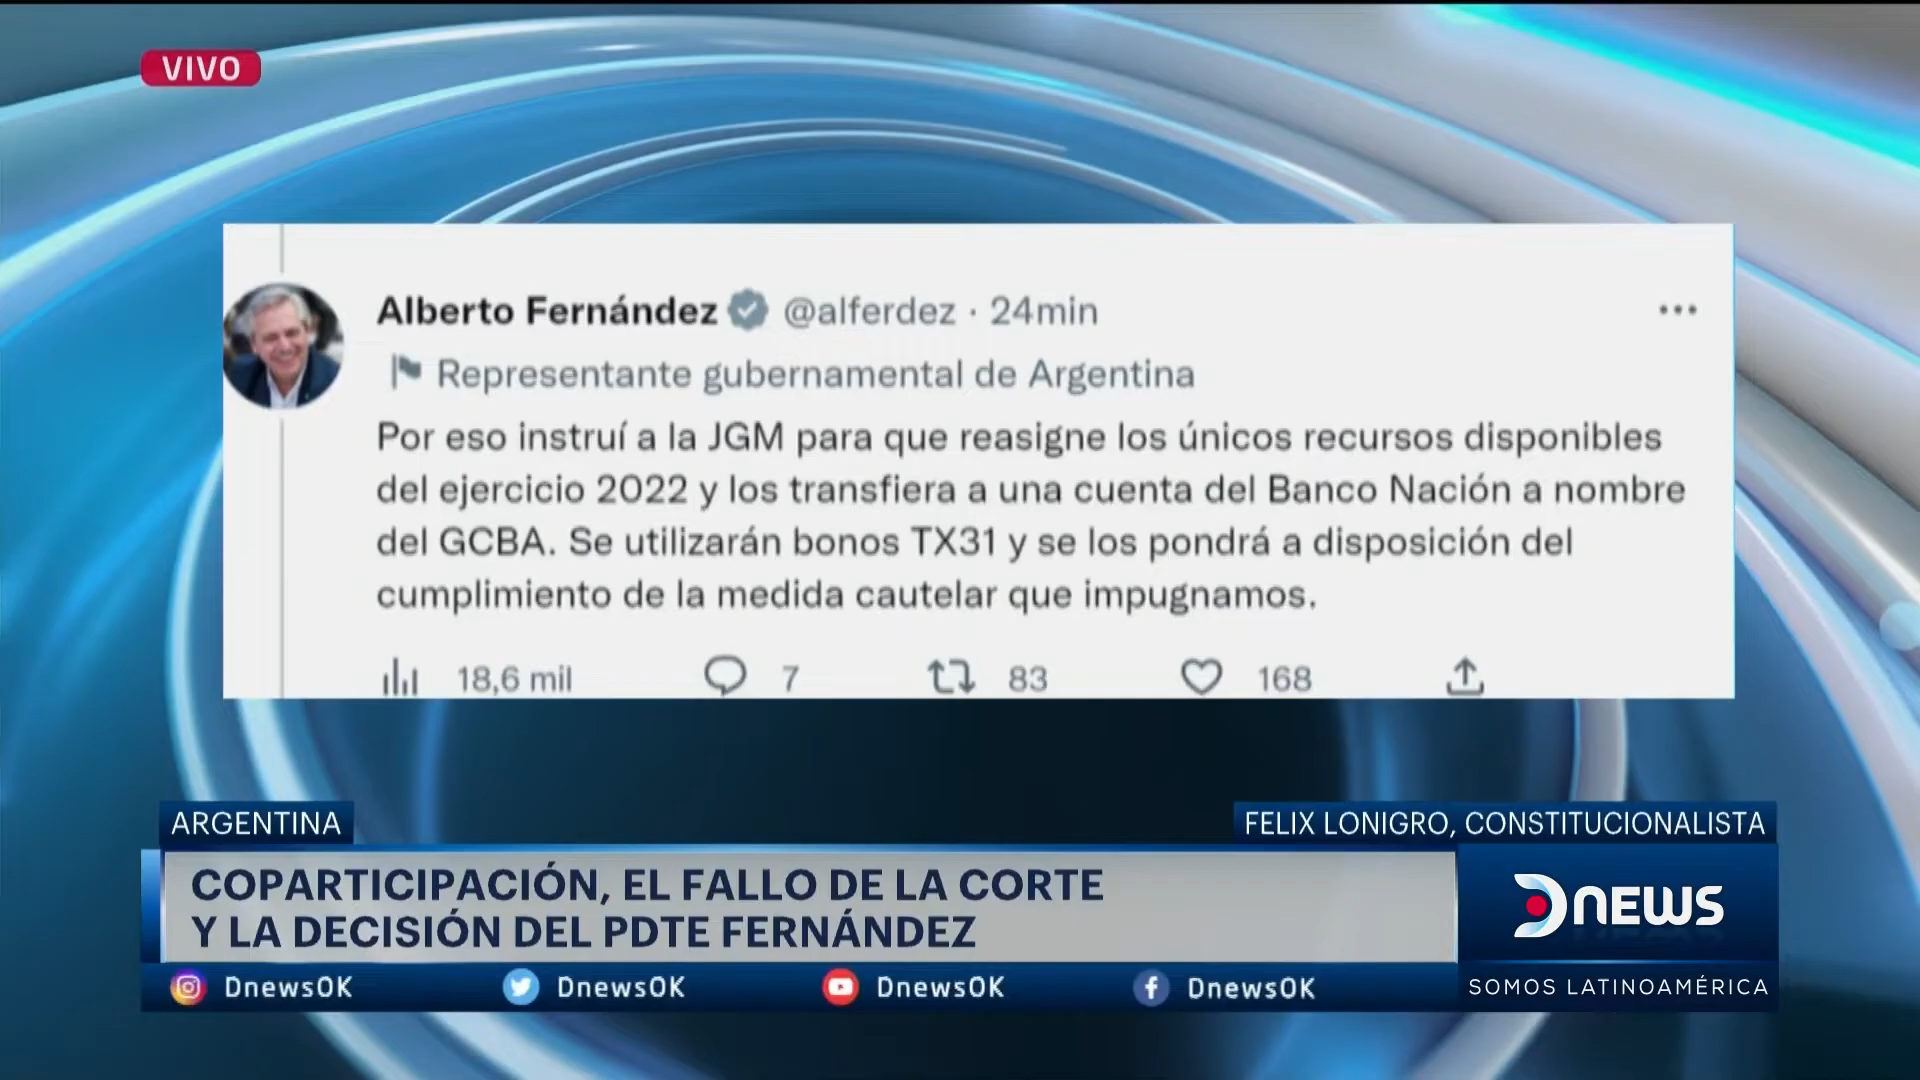 VIVO
Alberto Fernández @alferdez · 24min
Representante gubernamental de Argentina
Por eso instruí a la JGM para que reasigne los únicos recursos disponibles
del ejercicio 2022 y los transfiera a una cuenta del Banco Nación a nombre
del GCBA. Se utilizarán bonos TX31 y se los pondrá a disposición del
cumplimiento de la medida cautelar que impugnamos.
18,6 mil 7 83 168
ARGENTINA
FELIX LONIGRO, CONSTITUCIONALISTA
COPARTICIPACIÓN, EL FALLO DE LA CORTE
Y LA DECISIÓN DEL PDTE FERNÁNDEZ
DNEWS
DnewsOK DnewsOK DnewsOK DnewsOK
SOMOS LATINOAMÉRICA